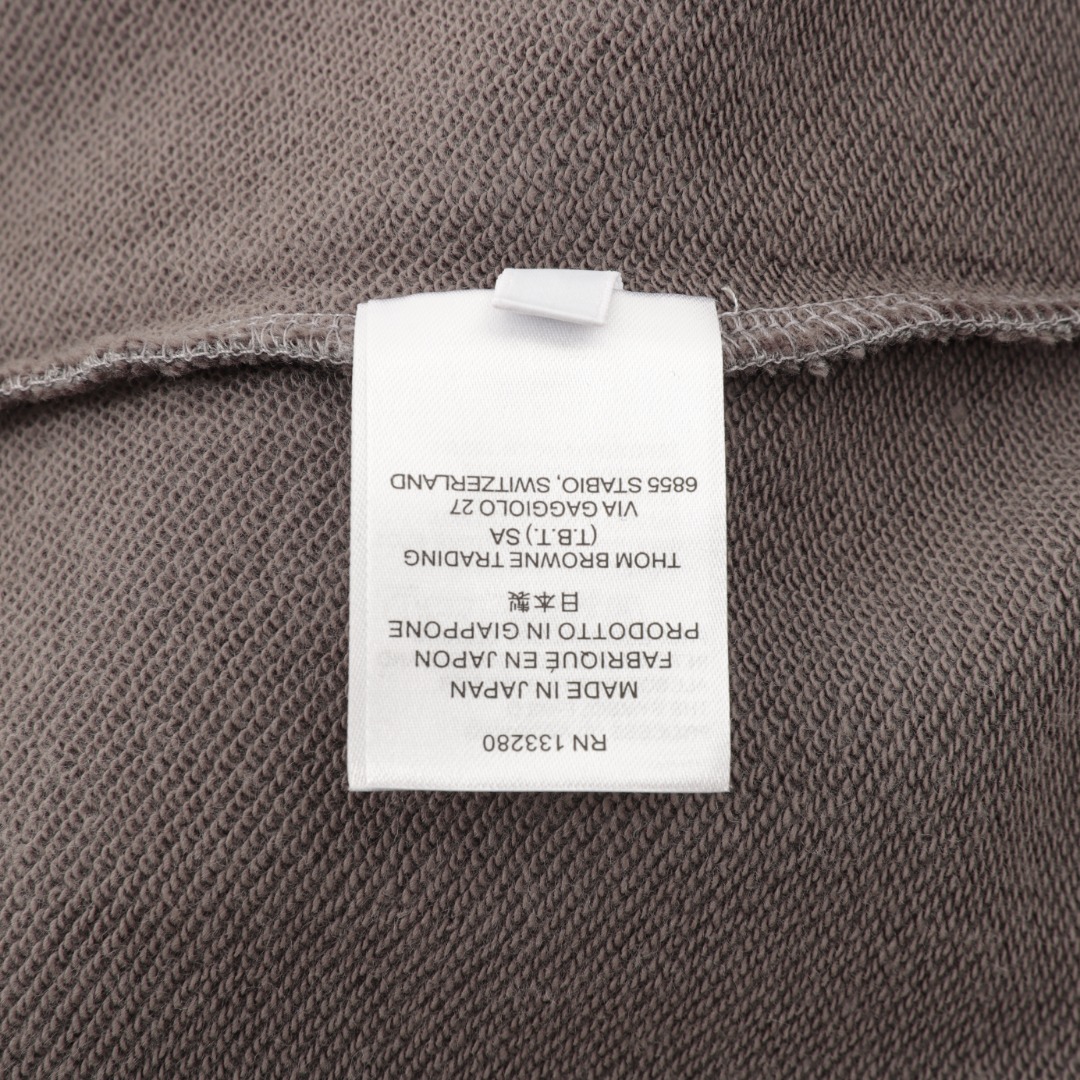 RN 133280
MADE IN JAPAN
FABRIQUÉ EN JAPON
PRODOTTO IN GIAPPONE
日本製
THOM BROWNE TRADING
(T.B.T.) SA
VIA GAGGIOLO 27
6855 STABIO, SWITZERLAND